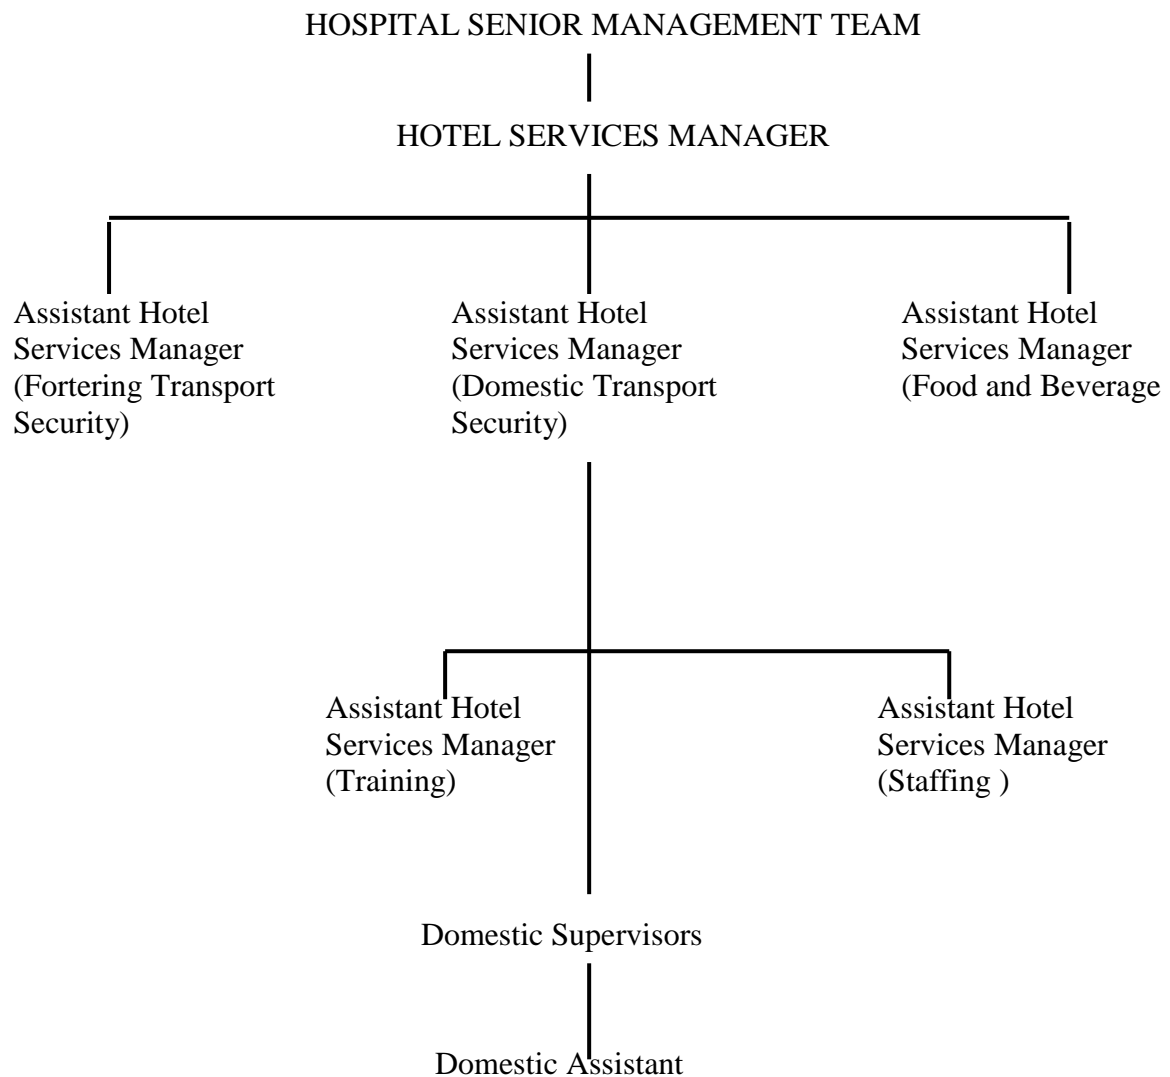 HOSPITAL SENIOR MANAGEMENT TEAM
HOTEL SERVICES MANAGER
Assistant Hotel
Services Manager
(Fortering Transport
Security)
Assistant Hotel
Services Manager
(Domestic Transport
Security)
Assistant Hotel
Services Manager
(Food and Beverage
Assistant Hotel
Services Manager
(Training)
Assistant Hotel
Services Manager
(Staffing )
Domestic Supervisors
Domestic Assistant